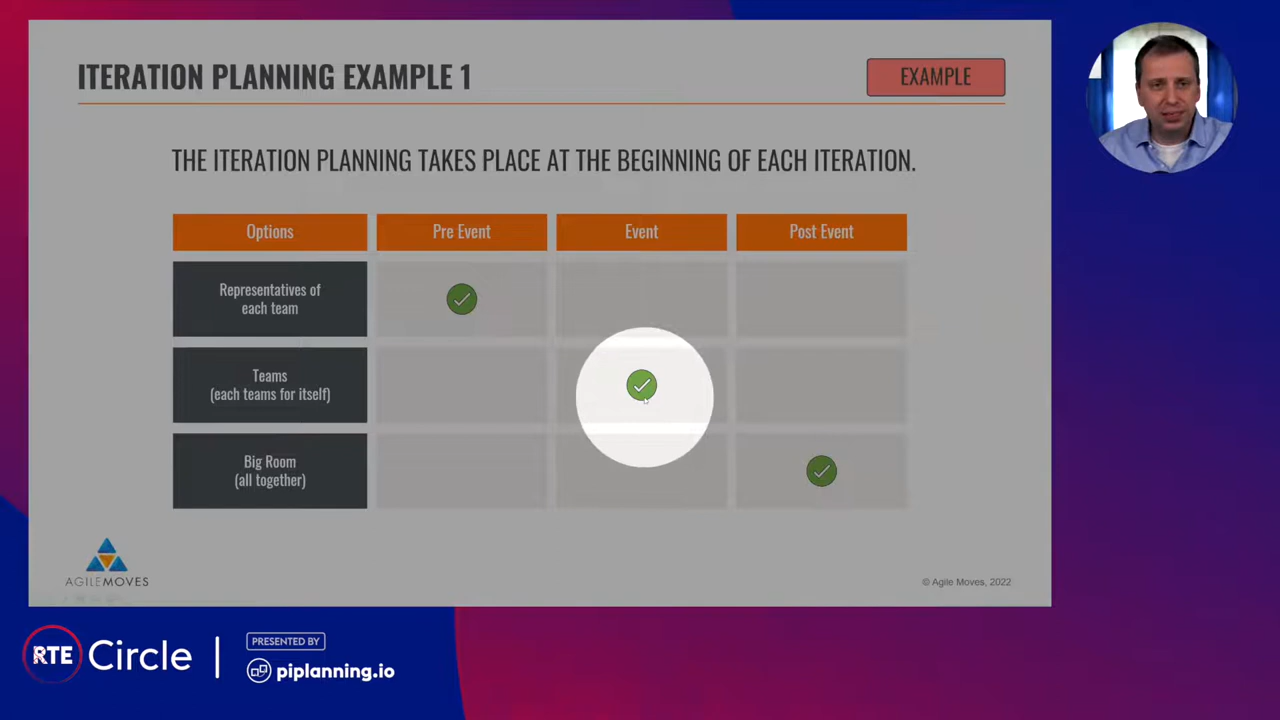 ITERATION PLANNING EXAMPLE 1
EXAMPLE
THE ITERATION PLANNING TAKES PLACE AT THE BEGINNING OF EACH ITERATION.
Options
Pre Event
Event
Post Event
Representatives of
each team
Teams
(each teams for itself)
Big Room
(all together)
AGILEMOVES
© Agile Moves, 2022
RTE Circle
PRESENTED BY
piplanning.io